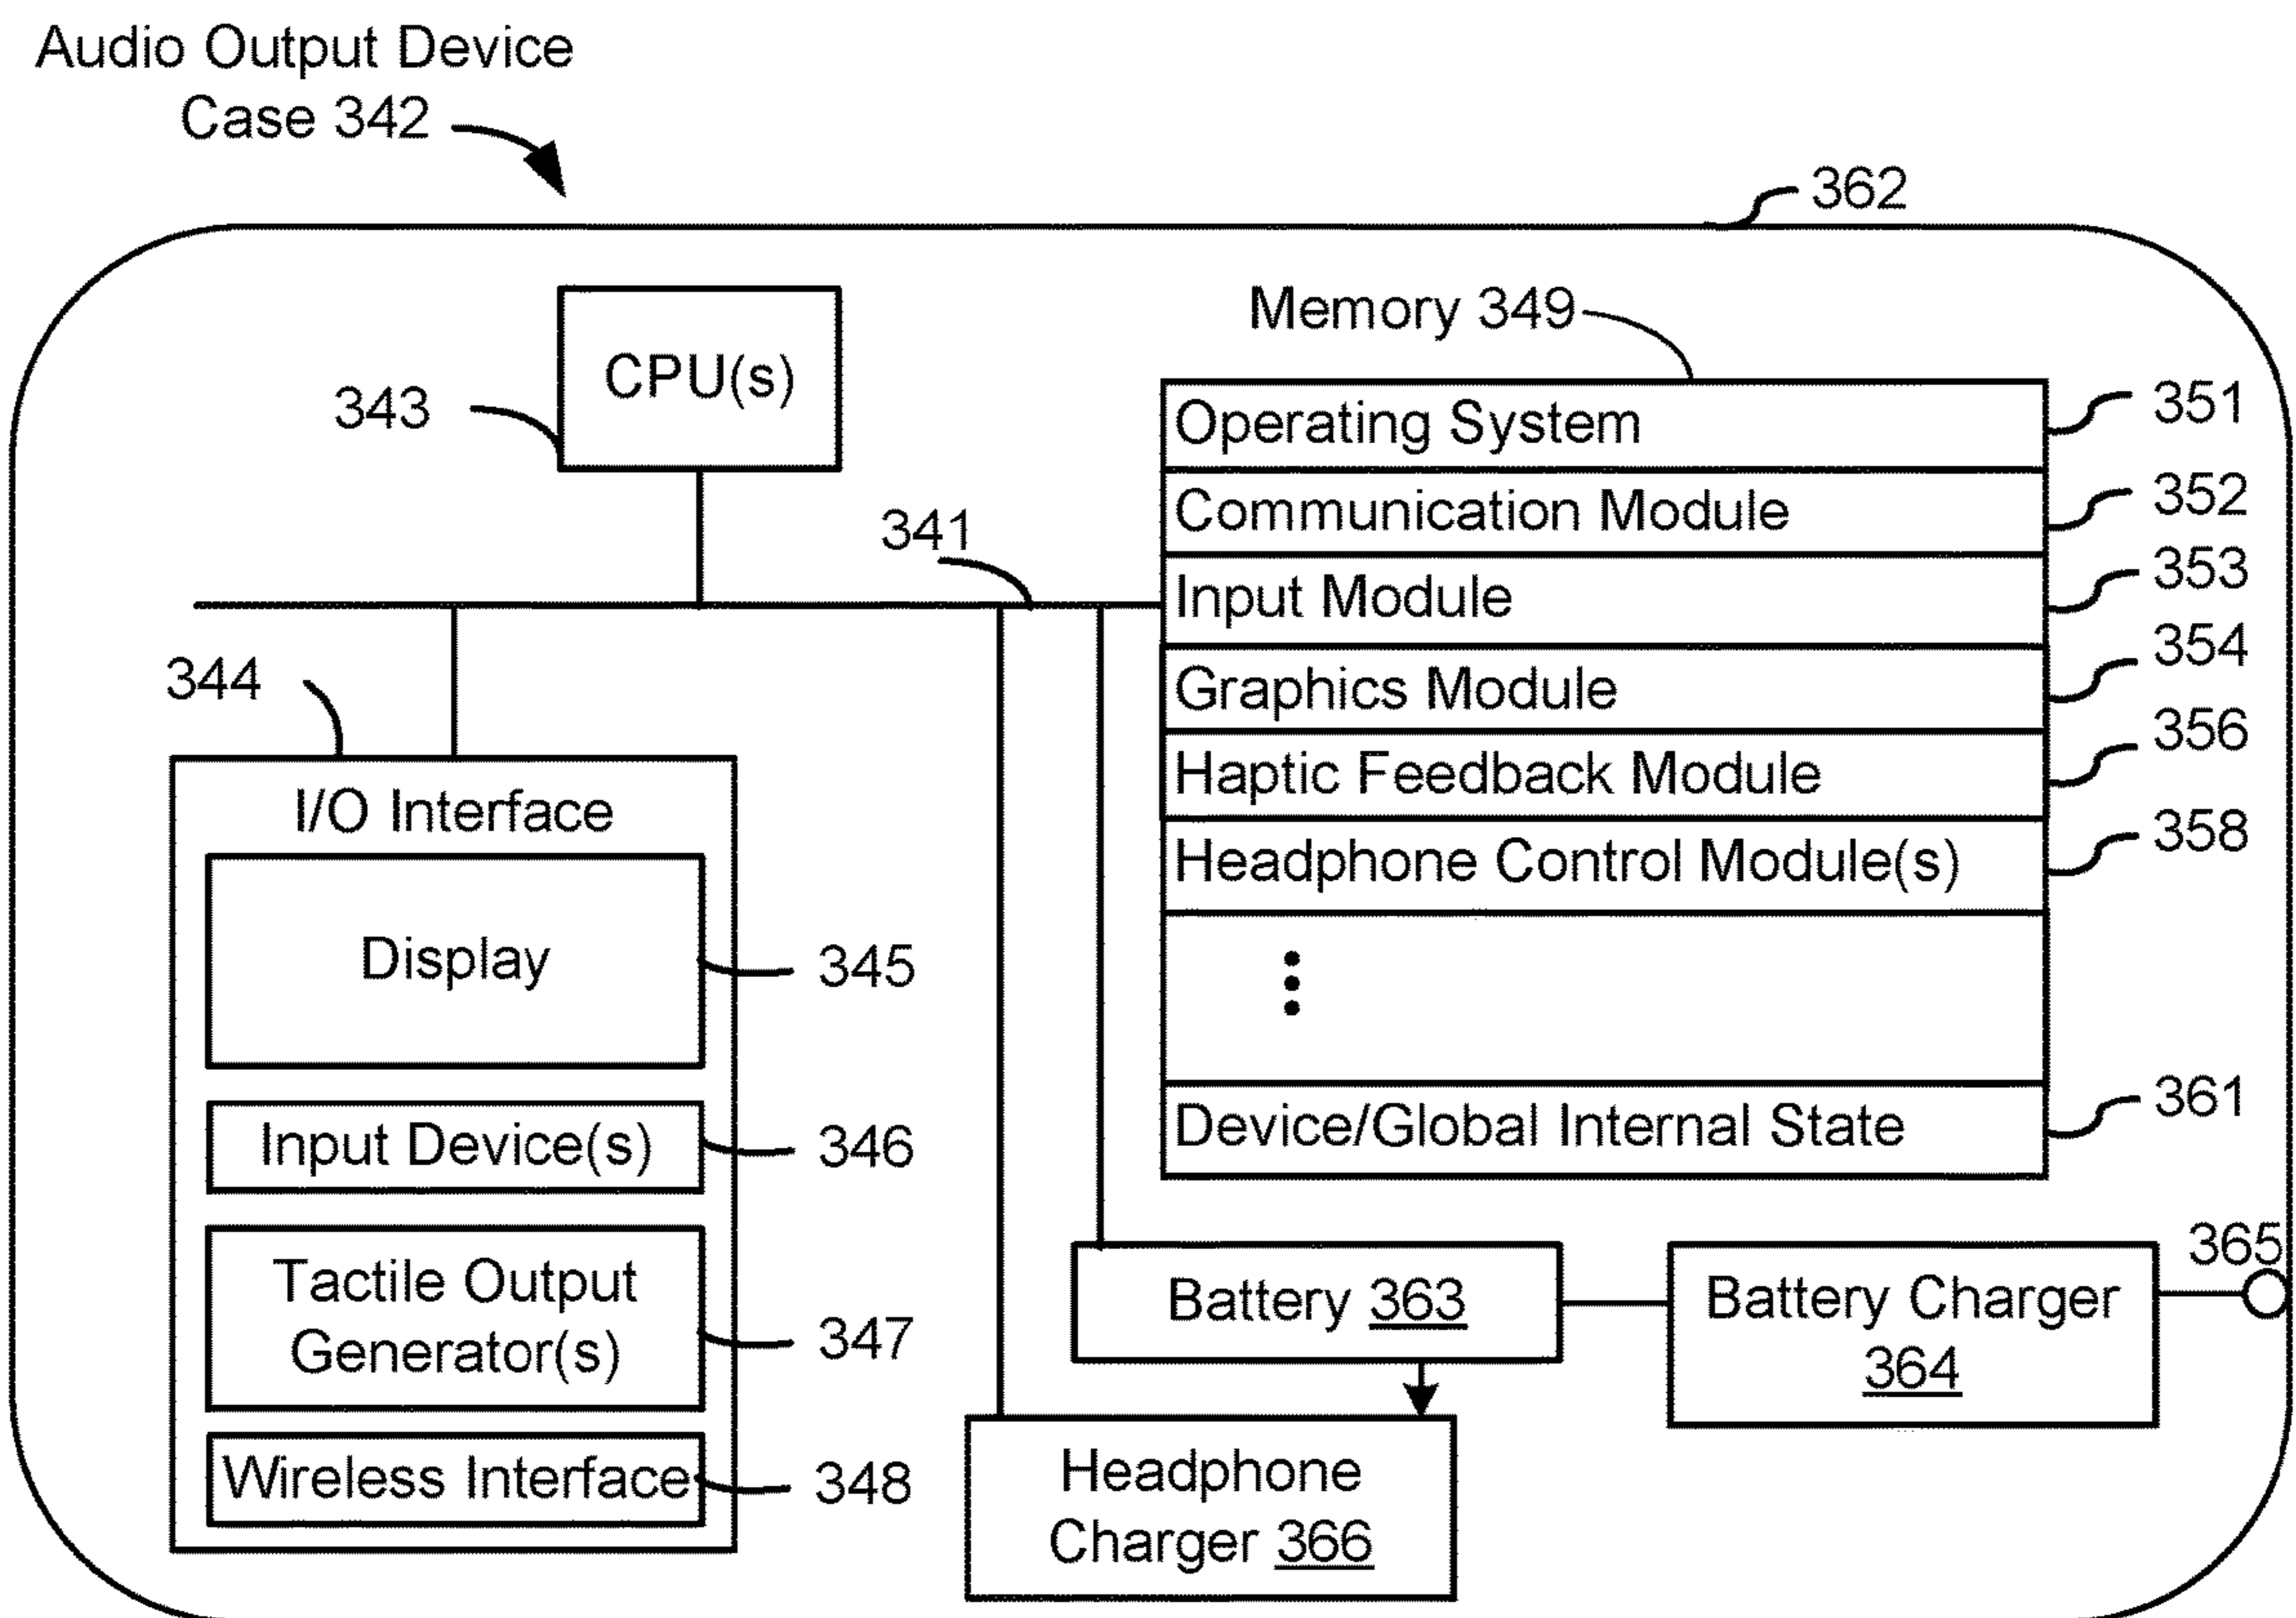 Audio Output Device
Case 342
362
CPU(s)
343
Memory 349
Operating System
351
Communication Module
352
341
Input Module
353
Graphics Module
354
Haptic Feedback Module
356
Headphone Control Module(s)
358
Device/Global Internal State
361
344
I/O Interface
Display
345
Input Device(s)
346
Tactile Output
Generator(s)
347
Wireless Interface
348
Battery 363
Battery Charger
364
365
Headphone
Charger 366